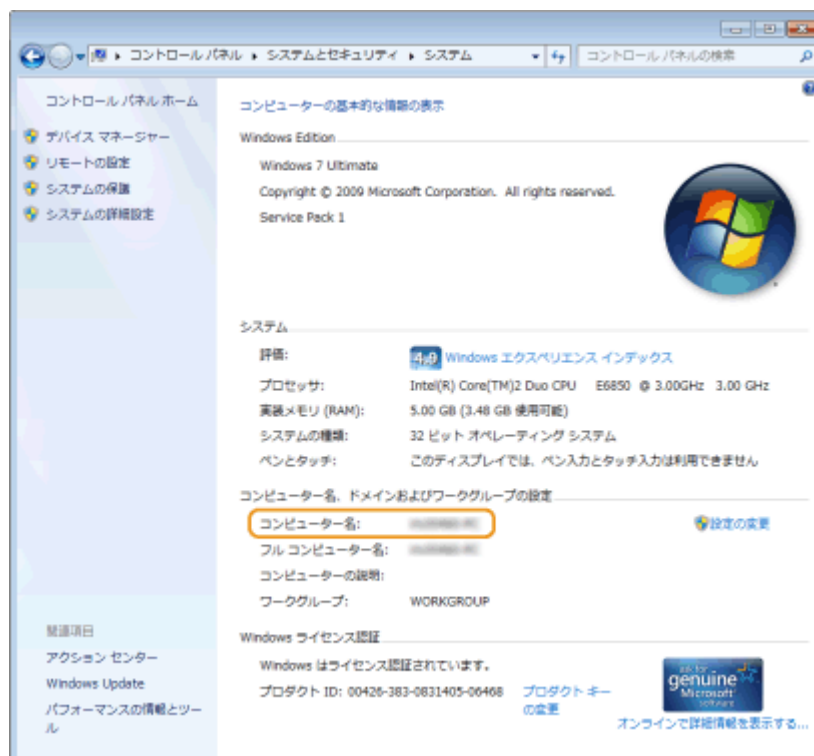 コントロール パネル ▸ システムとセキュリティ ▸ システム
コントロール パネルの検索
コントロール パネル ホーム
デバイス マネージャー
リモートの設定
システムの保護
システムの詳細設定
コンピューターの基本的な情報の表示
Windows Edition
Windows 7 Ultimate
Copyright © 2009 Microsoft Corporation. All rights reserved.
Service Pack 1
システム
評価: 4.9 Windows エクスペリエンス インデックス
プロセッサ: Intel(R) Core(TM)2 Duo CPU E6850 @ 3.00GHz 3.00 GHz
実装メモリ (RAM): 5.00 GB (3.48 GB 使用可能)
システムの種類: 32 ビット オペレーティング システム
ペンとタッチ: このディスプレイでは、ペン入力とタッチ入力は利用できません
コンピューター名、ドメインおよびワークグループの設定
コンピューター名: 設定の変更
フル コンピューター名:
コンピューターの説明:
ワークグループ: WORKGROUP
Windows ライセンス認証
Windows はライセンス認証されています。
プロダクト ID: 00426-383-0831405-06468 プロダクト キー
の変更
ask for
genuine
Microsoft
software
オンラインで詳細情報を表示する...
関連項目
アクション センター
Windows Update
パフォーマンスの情報とツー
ル